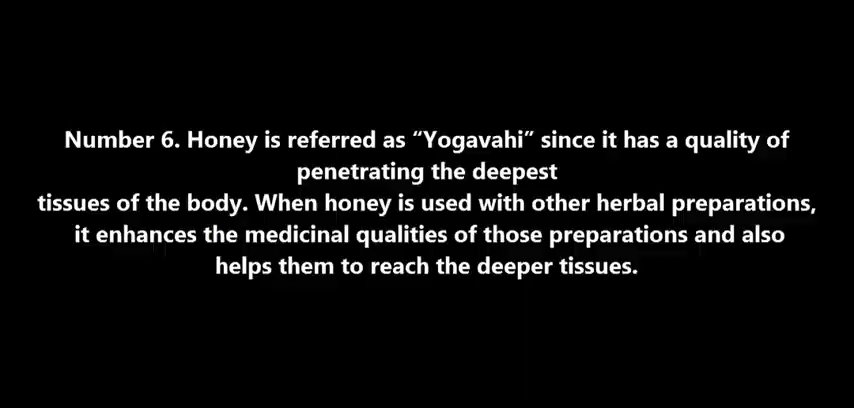 Number 6. Honey is referred as “Yogavahi” since it has a quality of
penetrating the deepest
tissues of the body. When honey is used with other herbal preparations,
it enhances the medicinal qualities of those preparations and also
helps them to reach the deeper tissues.